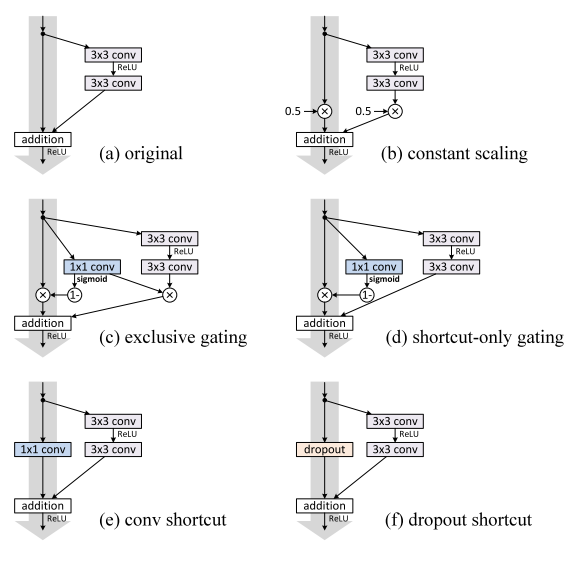 3x3 conv
ReLU
3x3 conv
addition
ReLU
(a) original
3x3 conv
ReLU
3x3 conv
0.5
×
0.5
×
addition
ReLU
(b) constant scaling
3x3 conv
ReLU
1x1 conv
3x3 conv
sigmoid
×
1-
×
addition
ReLU
(c) exclusive gating
3x3 conv
ReLU
1x1 conv
3x3 conv
sigmoid
×
1-
addition
ReLU
(d) shortcut-only gating
3x3 conv
ReLU
1x1 conv
3x3 conv
addition
ReLU
(e) conv shortcut
3x3 conv
ReLU
dropout
3x3 conv
addition
ReLU
(f) dropout shortcut